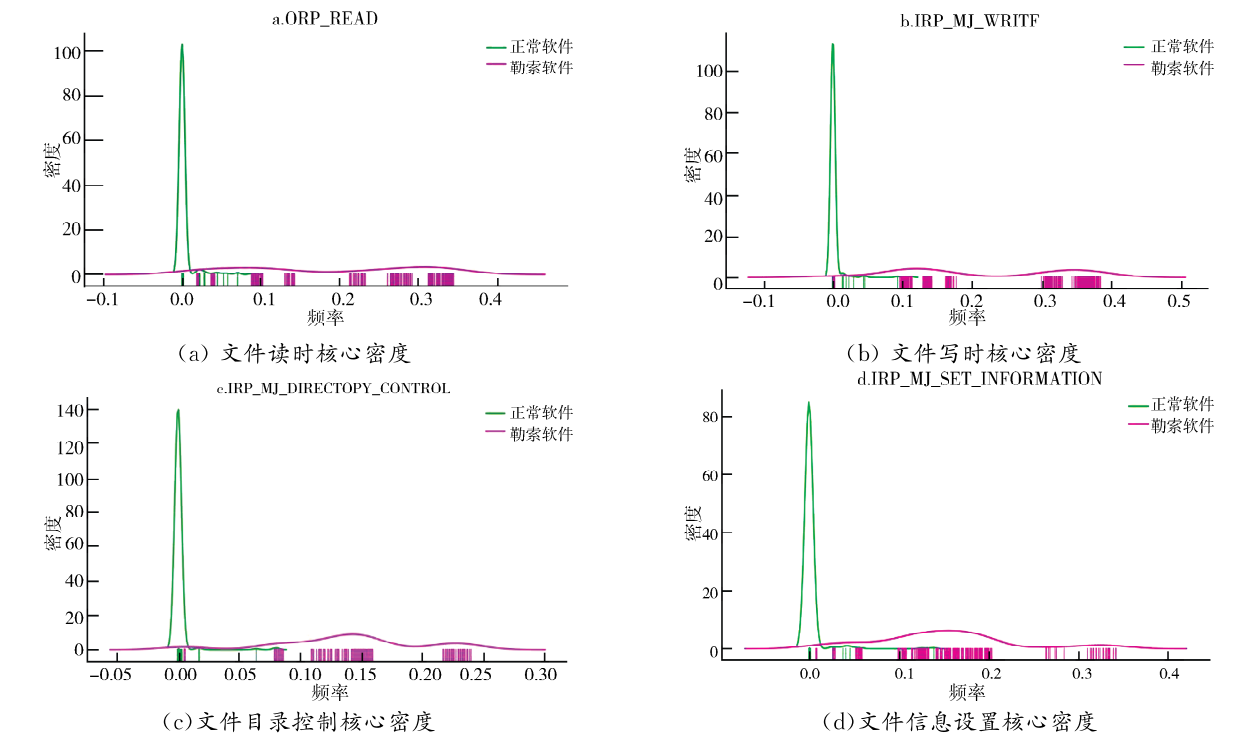 a.ORP_READ
正常软件
勒索软件
密度
100
80
60
40
20
0
-0.1
0.0
0.1
0.2
0.3
0.4
频率
(a) 文件读时核心密度
b.IRP_MJ_WRITF
正常软件
勒索软件
密度
100
80
60
40
20
0
-0.1
0.0
0.1
0.2
0.3
0.4
0.5
频率
(b) 文件写时核心密度
c.IRP_MJ_DIRECTOPY_CONTROL
正常软件
勒索软件
密度
140
120
100
80
60
40
20
0
-0.05
0.00
0.05
0.10
0.15
0.20
0.25
0.30
频率
(c)文件目录控制核心密度
d.IRP_MJ_SET_INFORMATION
正常软件
勒索软件
密度
80
60
40
20
0
0.0
0.1
0.2
0.3
0.4
频率
(d)文件信息设置核心密度